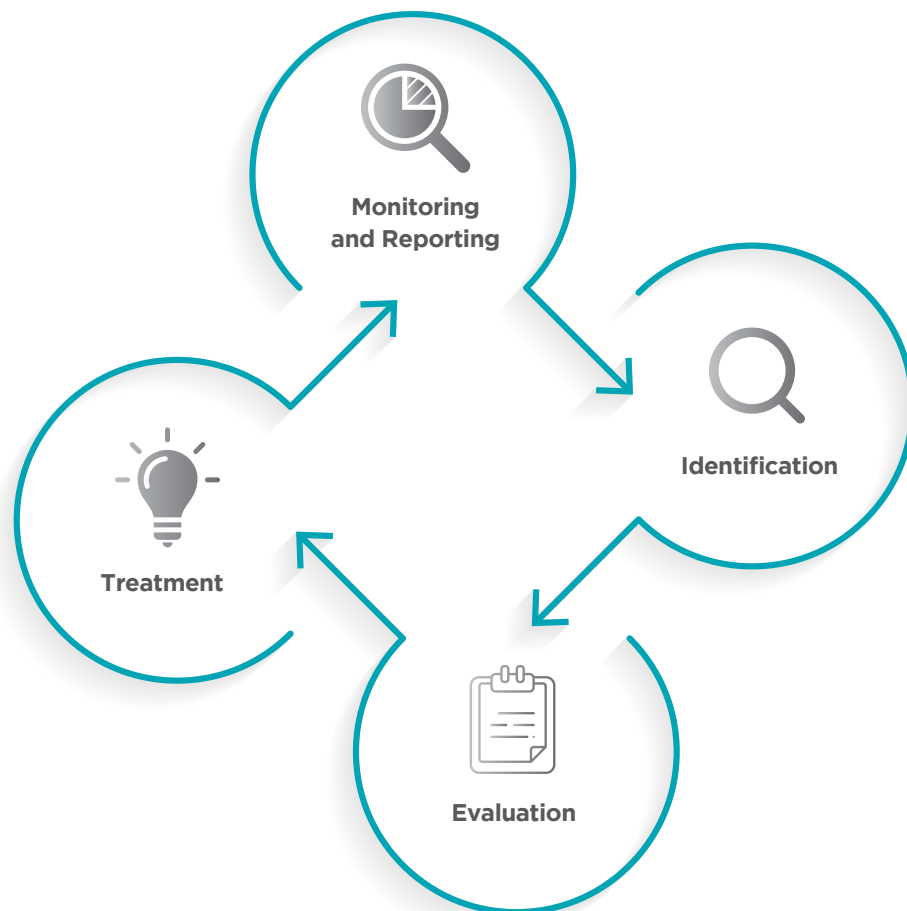 Monitoring
and Reporting
Identification
Treatment
Evaluation